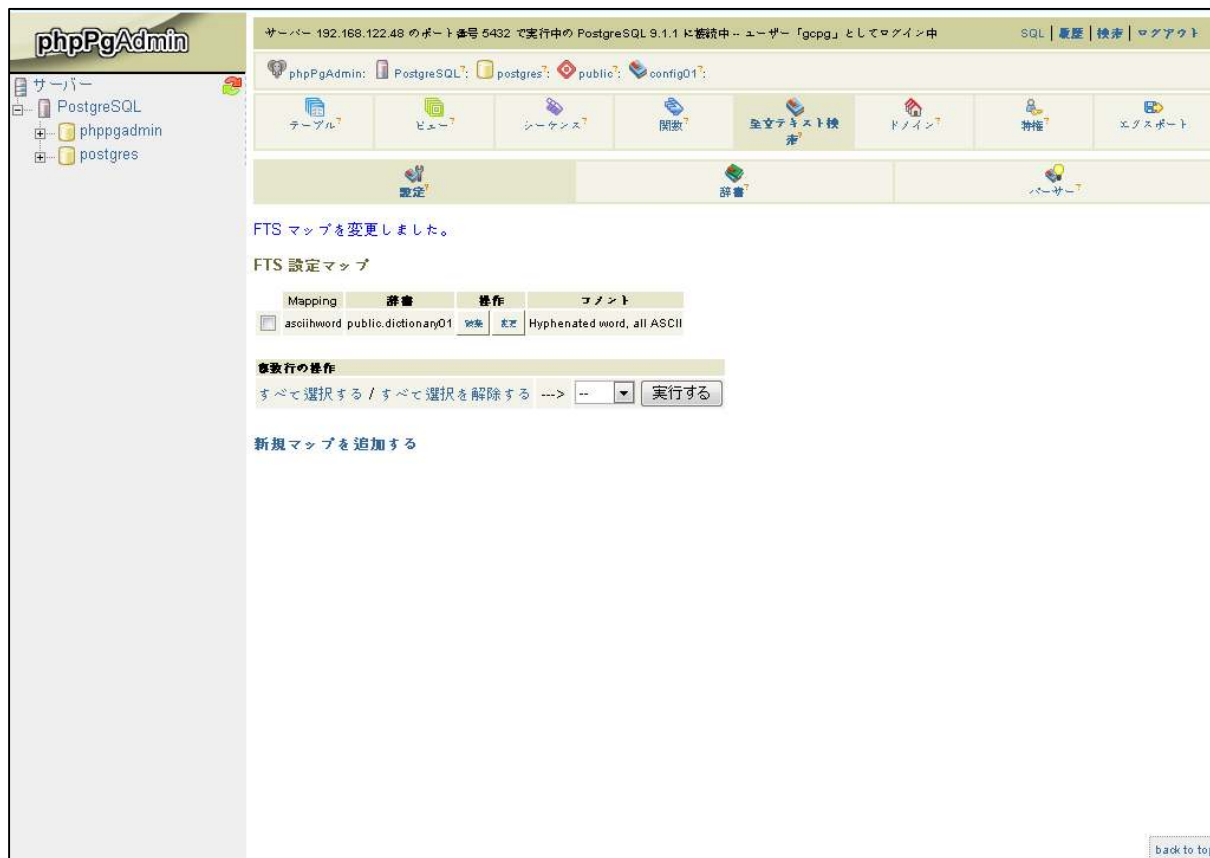 phpPgAdmin
サーバー
PostgreSQL
phppgadmin
postgres
サーバー 192.168.122.48 のポート番号 5432 で実行中の PostgreSQL 9.1.1 に接続中 -- ユーザー「gcpg」としてログイン中
SQL | 履歴 | 検索 | ログアウト
phpPgAdmin: PostgreSQL?: postgres?: public?: config01?:
テーブル?
ビュー?
シーケンス?
関数?
全文テキスト検索?
ドメイン?
特権?
エクスポート
設定?
辞書?
パーサー?
FTS マップを変更しました。
FTS 設定マップ
Mapping 辞書 操作 コメント
asciihword public.dictionary01 破棄 変更 Hyphenated word, all ASCII
複数行の操作
すべて選択する / すべて選択を解除する ---> -- 実行する
新規マップを追加する
back to top